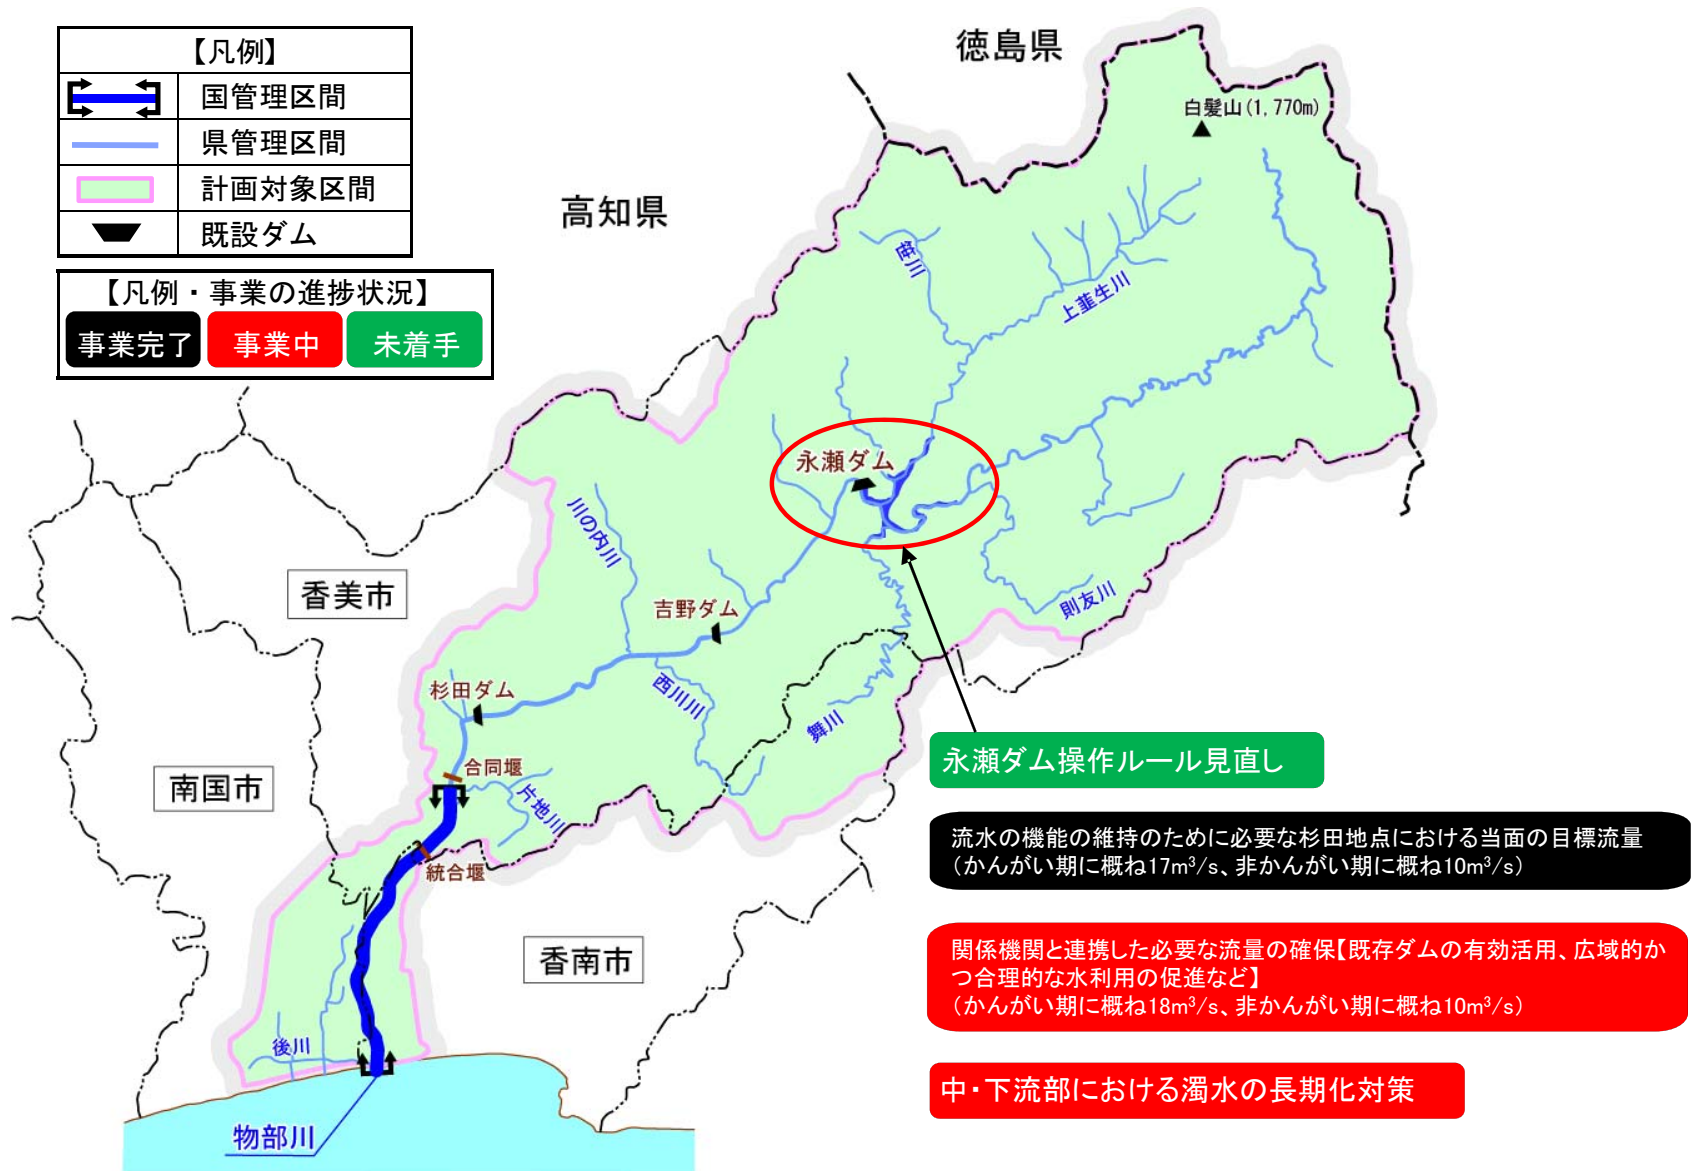 【凡例】
国管理区間
県管理区間
計画対象区間
既設ダム
【凡例・事業の進捗状況】
事業完了
事業中
未着手
徳島県
白髪山(1,770m)
高知県
上韮生川
永瀬ダム
川の内川
香美市
吉野ダム
則友川
杉田ダム
西川川
舞川
合同堰
南国市
片地川
統合堰
香南市
後川
物部川
永瀬ダム操作ルール見直し
流水の機能の維持のために必要な杉田地点における当面の目標流量
(かんがい期に概ね17m³/s、非かんがい期に概ね10m³/s)
関係機関と連携した必要な流量の確保【既存ダムの有効活用、広域的か
つ合理的な水利用の促進など】
(かんがい期に概ね18m³/s、非かんがい期に概ね10m³/s)
中・下流部における濁水の長期化対策